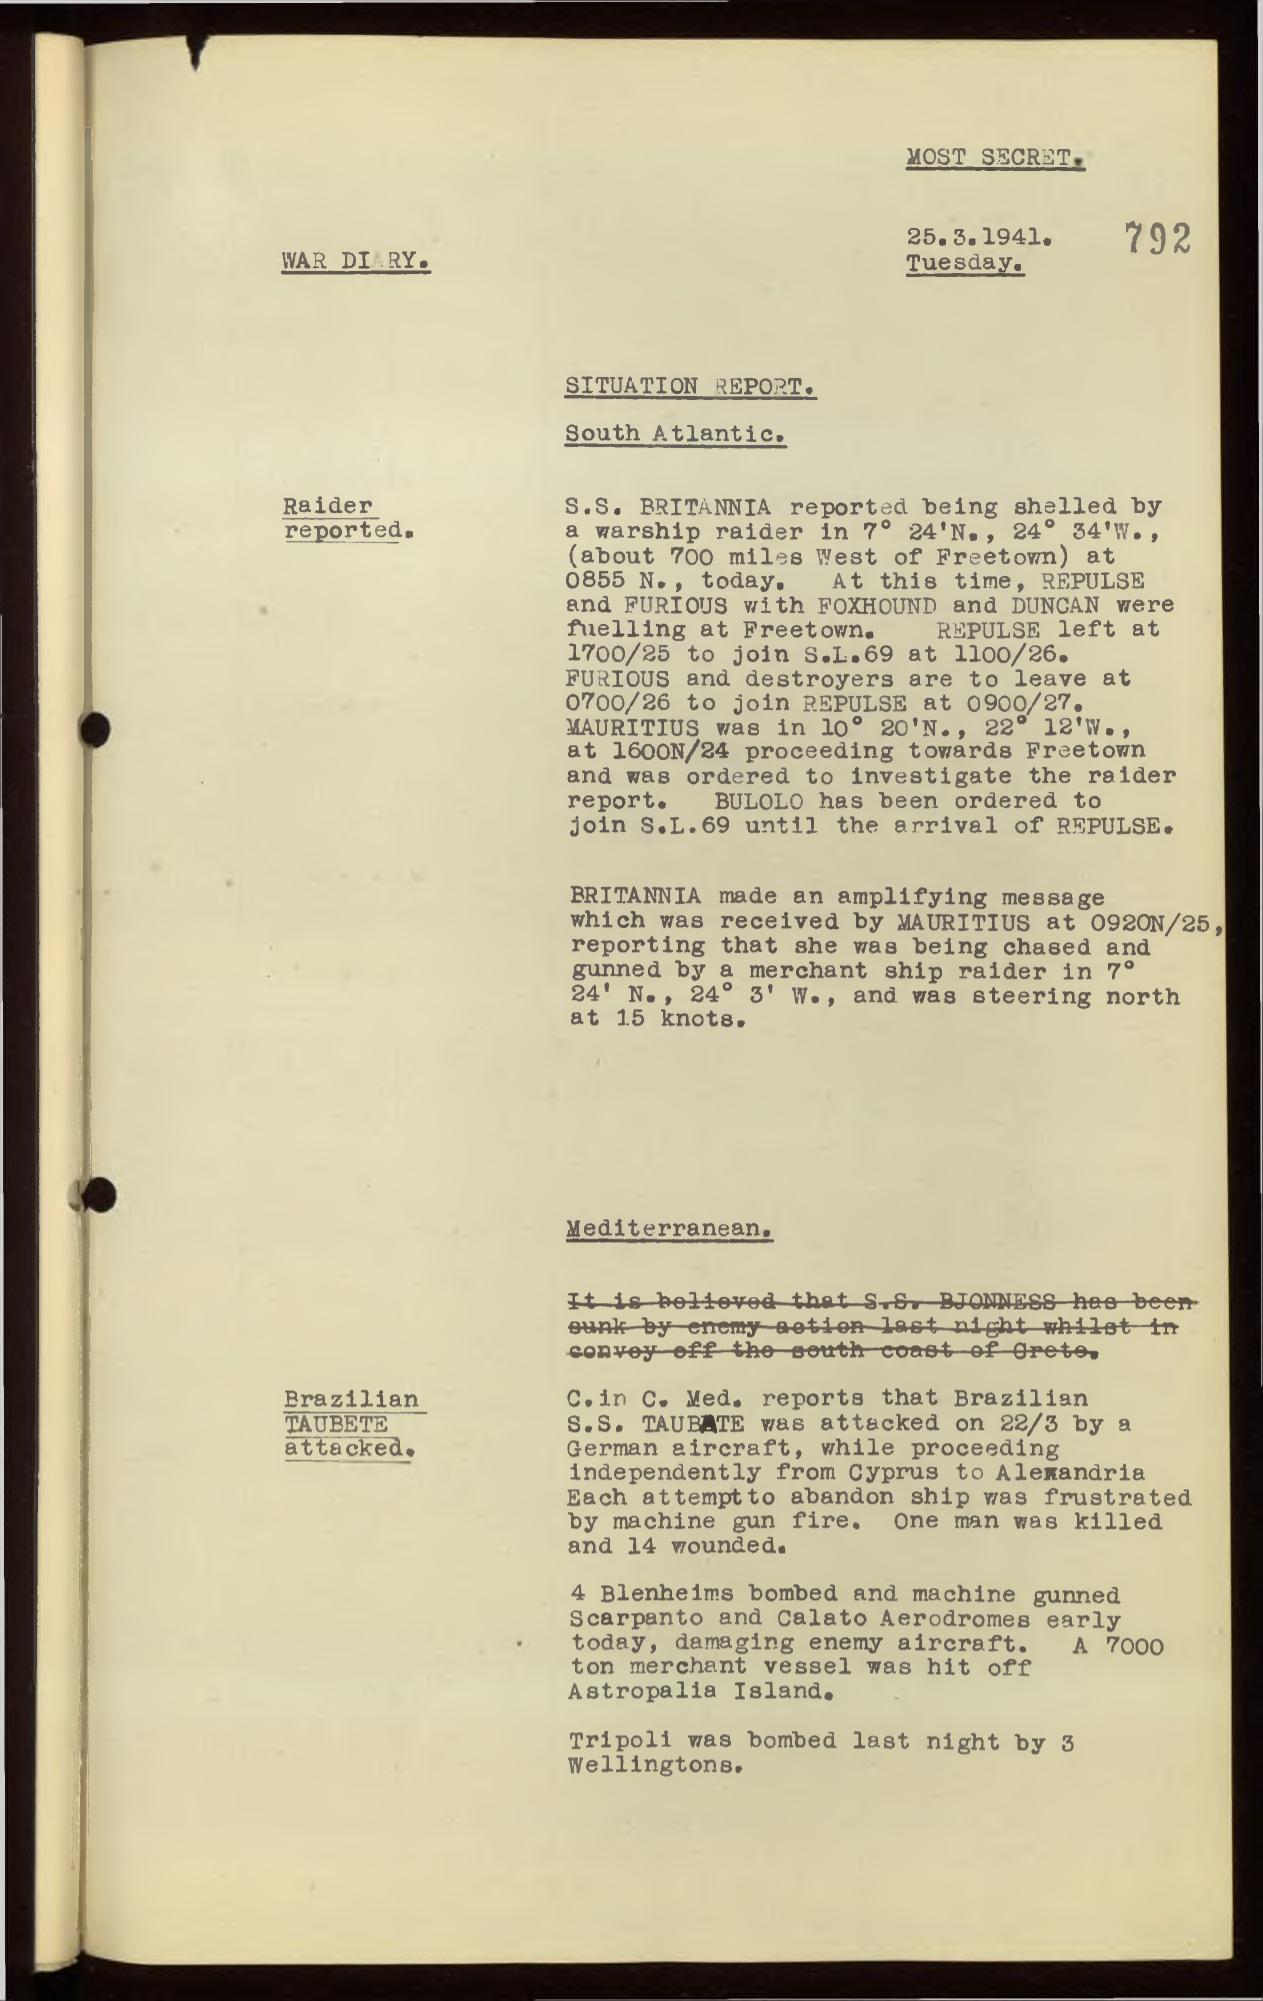 MOST SECRET.
25.3.1941.
792
WAR DI RY.
Tuesday.
SITUATION REPORT.
South Atlantic.
Raider
reported.
S.S. BRITANNIA reported being shelled by
a warship raider in 7° 24'N., 24° 34'W.,
(about 700 miles West of Freetown) at
0855 N., today. At this time, REPULSE
and FURIOUS with FOXHOUND and DUNCAN were
fuelling at Freetown. REPULSE left at
1700/25 to join S.L.69 at 1100/26.
FURIOUS and destroyers are to leave at
0700/26 to join REPULSE at 0900/27.
MAURITIUS was in 10° 20'N., 22° 12'W.,
at 1600N/24 proceeding towards Freetown
and was ordered to investigate the raider
report. BULOLO has been ordered to
join S.L.69 until the arrival of REPULSE.
BRITANNIA made an amplifying message
which was received by MAURITIUS at 0920N/25,
reporting that she was being chased and
gunned by a merchant ship raider in 7°
24' N., 24° 3' W., and was steering north
at 15 knots.
Mediterranean.
It is believed that S.S. BJONNESS has been
sunk by enemy action last night whilst in
convoy off the south coast of Crete.
Brazilian
TAUBETE
attacked.
C.in C. Med. reports that Brazilian
S.S. TAUBATE was attacked on 22/3 by a
German aircraft, while proceeding
independently from Cyprus to Alexandria
Each attempt to abandon ship was frustrated
by machine gun fire. One man was killed
and 14 wounded.
4 Blenheims bombed and machine gunned
Scarpanto and Calato Aerodromes early
today, damaging enemy aircraft. A 7000
ton merchant vessel was hit off
Astropalia Island.
Tripoli was bombed last night by 3
Wellingtons.